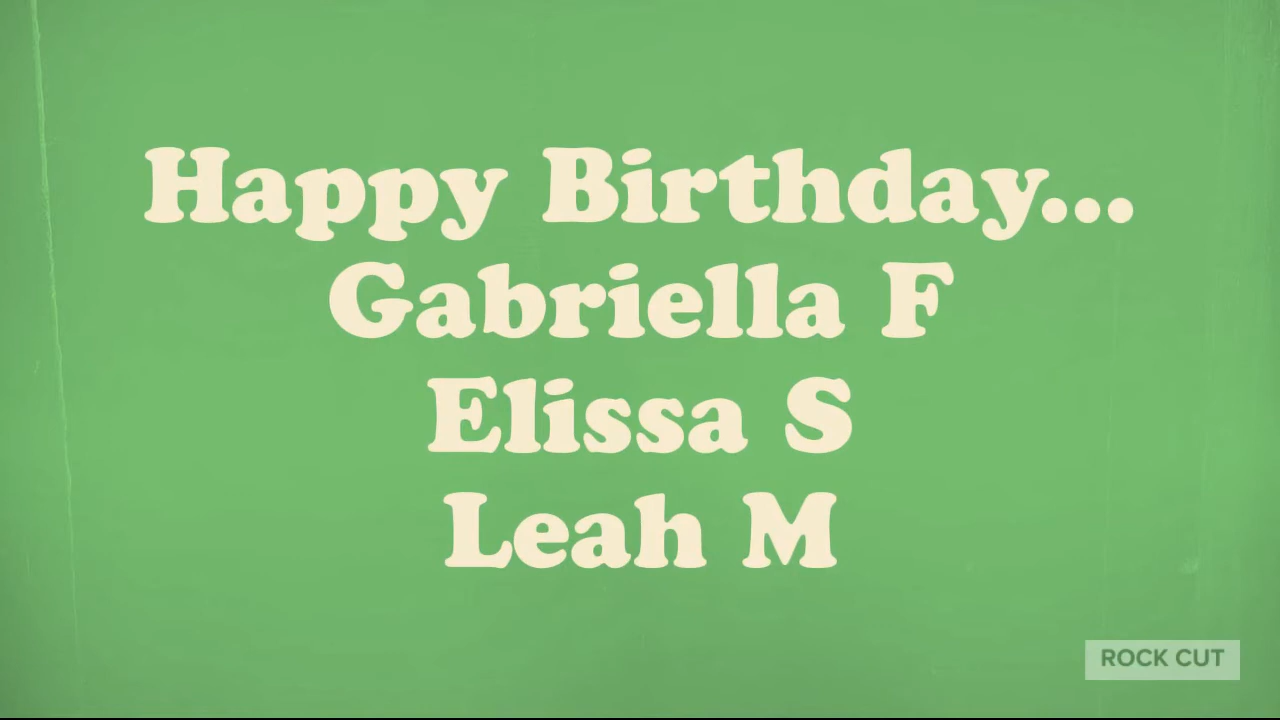 Happy Birthday...
Gabriella F
Elissa S
Leah M
ROCK CUT